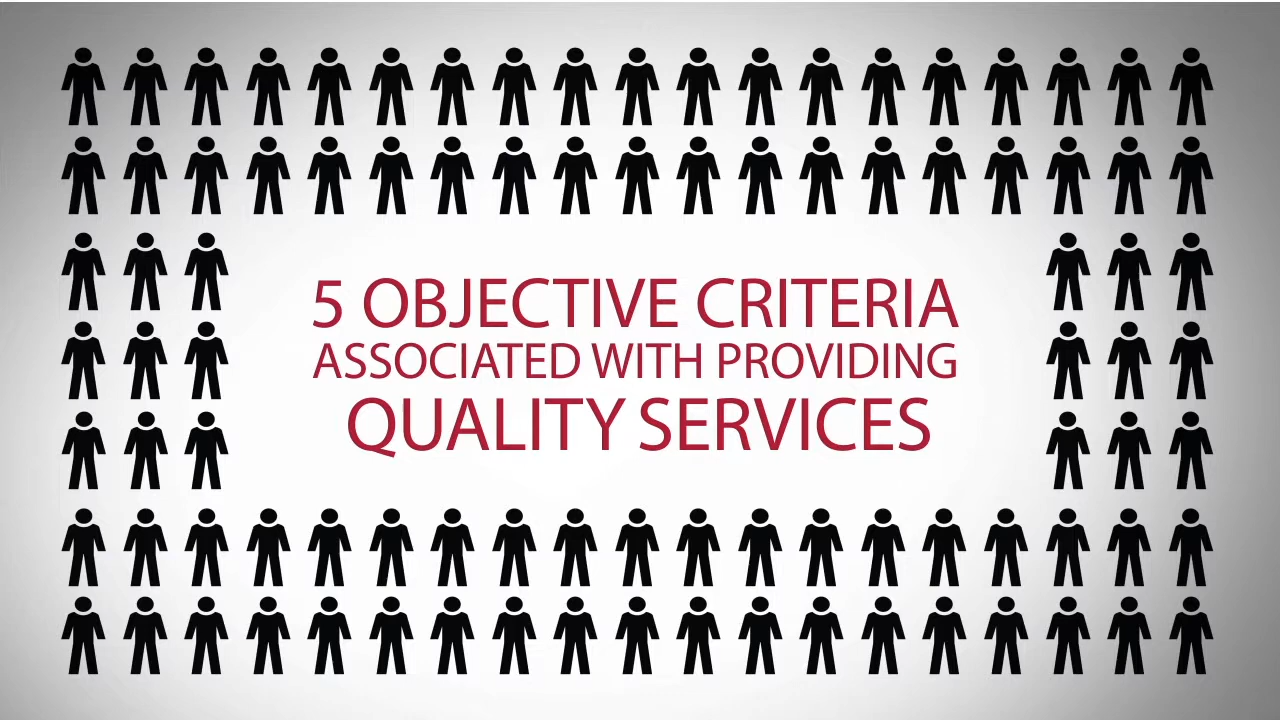 5 OBJECTIVE CRITERIA
ASSOCIATED WITH PROVIDING
QUALITY SERVICES